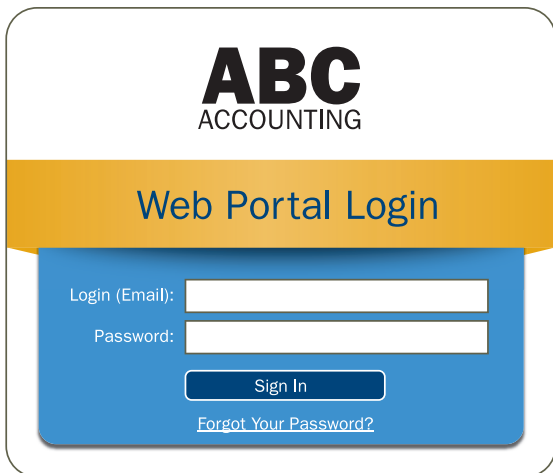 ABC
ACCOUNTING
Web Portal Login
Login (Email):
Password:
Sign In
Forgot Your Password?